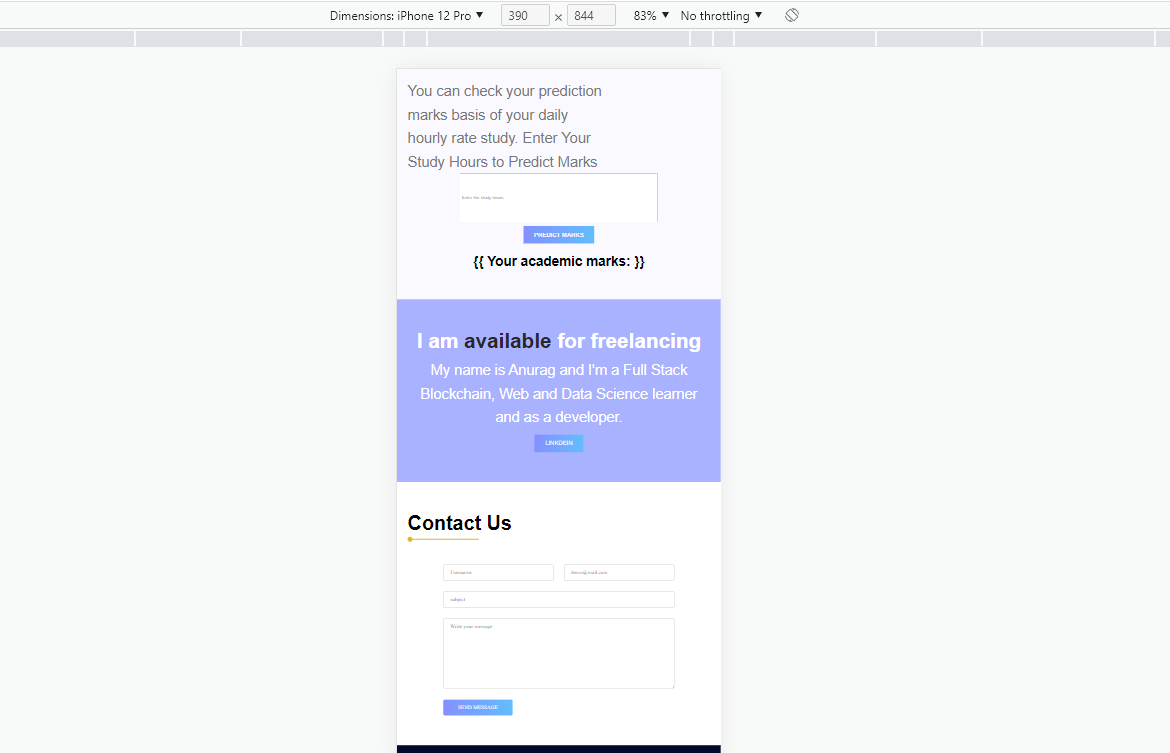 Dimensions: iPhone 12 Pro ▼ 390 × 844 83% ▼ No throttling ▼
You can check your prediction
marks basis of your daily
hourly rate study. Enter Your
Study Hours to Predict Marks
Enter the study hours
PREDICT MARKS
{{ Your academic marks: }}
I am available for freelancing
My name is Anurag and I'm a Full Stack
Blockchain, Web and Data Science learner
and as a developer.
LINKDEIN
Contact Us
Username
subject
Write your message
SEND MESSAGE